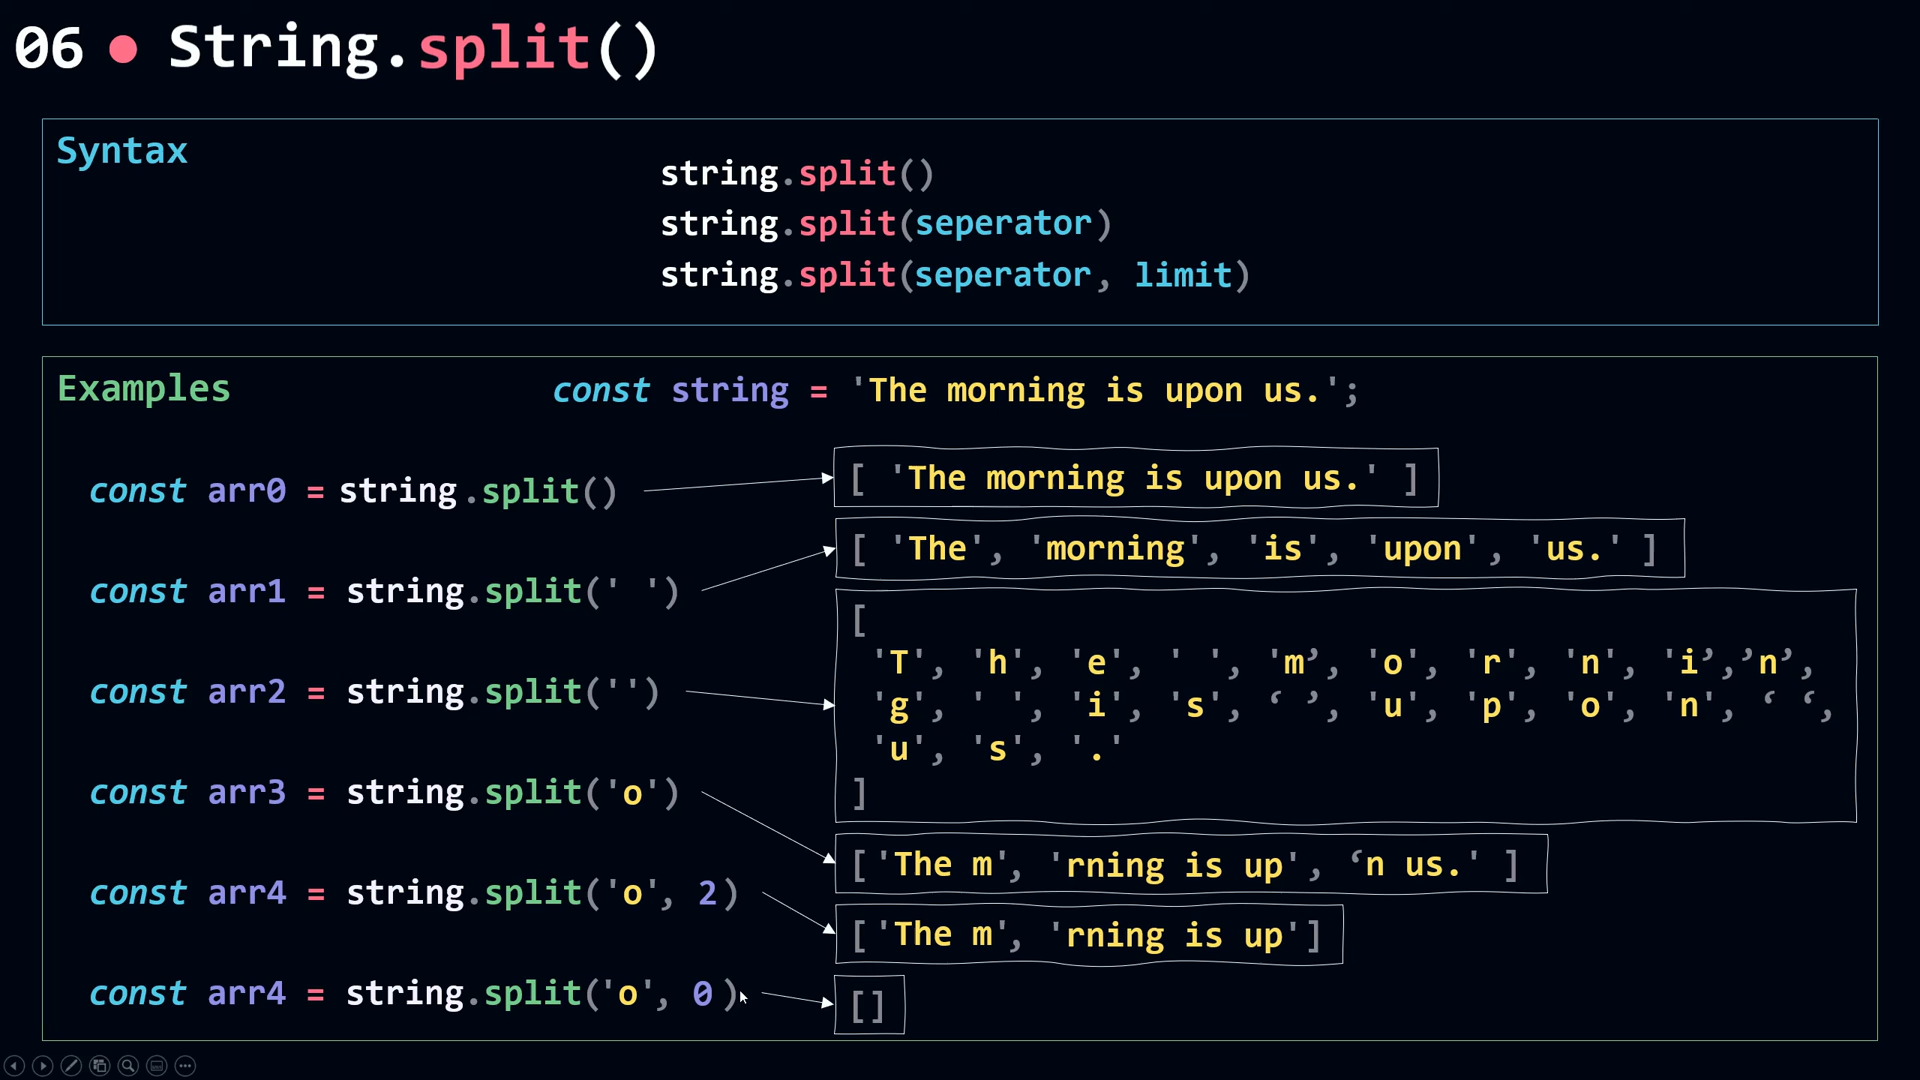 06 • String.split()
Syntax
string.split()
string.split(seperator)
string.split(seperator, limit)
Examples
const string = 'The morning is upon us.';
const arr0 = string.split()
[ 'The morning is upon us.' ]
const arr1 = string.split(' ')
[ 'The', 'morning', 'is', 'upon', 'us.' ]
const arr2 = string.split('')
[
'T', 'h', 'e', ' ', 'm’, 'o', 'r', 'n', 'i’,’n’,
'g', ' ', 'i', 's', ‘ ’, 'u', 'p', 'o', 'n', ‘ ‘,
'u', 's', '.'
]
const arr3 = string.split('o')
['The m', 'rning is up', ‘n us.' ]
const arr4 = string.split('o', 2)
['The m', 'rning is up']
const arr4 = string.split('o', 0)
[]